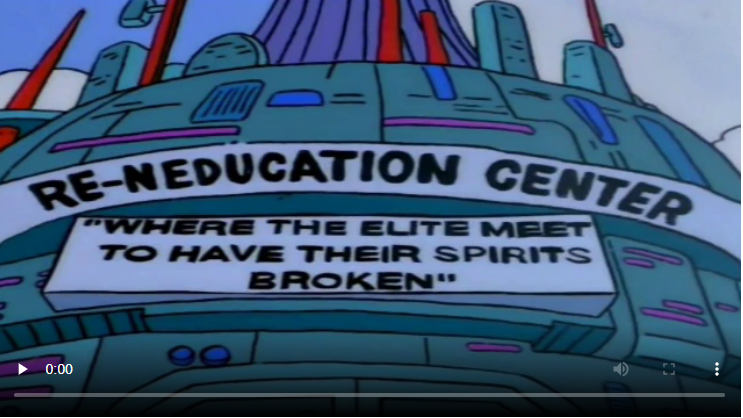 RE-NEDUCATION CENTER
"WHERE THE ELITE MEET
TO HAVE THEIR SPIRITS
BROKEN"
0:00